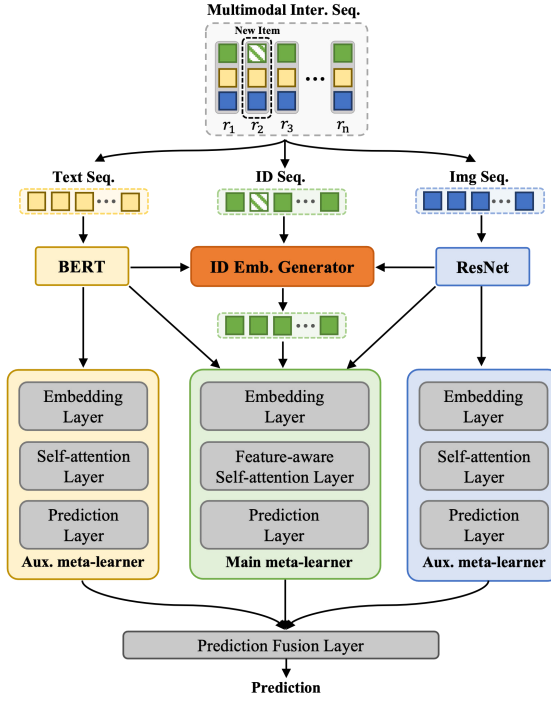 Multimodal Inter. Seq.
New Item
r1 r2 r3 rn
Text Seq. ID Seq. Img Seq.
BERT ID Emb. Generator ResNet
Embedding
Layer
Self-attention
Layer
Prediction
Layer
Aux. meta-learner
Embedding
Layer
Feature-aware
Self-attention Layer
Prediction
Layer
Main meta-learner
Embedding
Layer
Self-attention
Layer
Prediction
Layer
Aux. meta-learner
Prediction Fusion Layer
Prediction